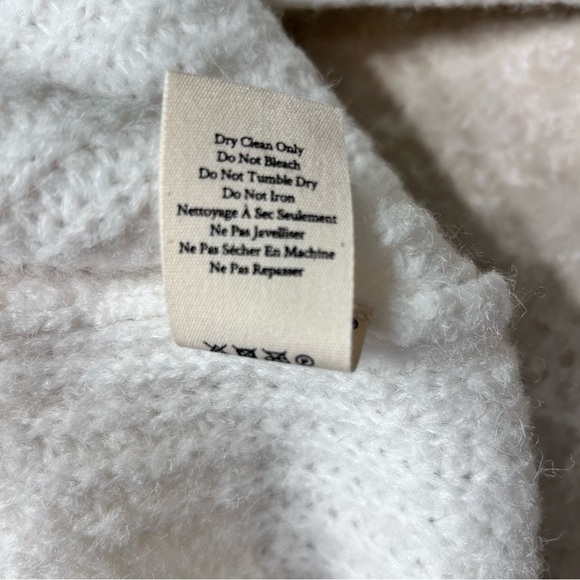 Dry Clean Only
Do Not Bleach
Do Not Tumble Dry
Do Not Iron
Nettoyage À Sec Seulement
Ne Pas Javelliser
Ne Pas Sécher En Machine
Ne Pas Repasser